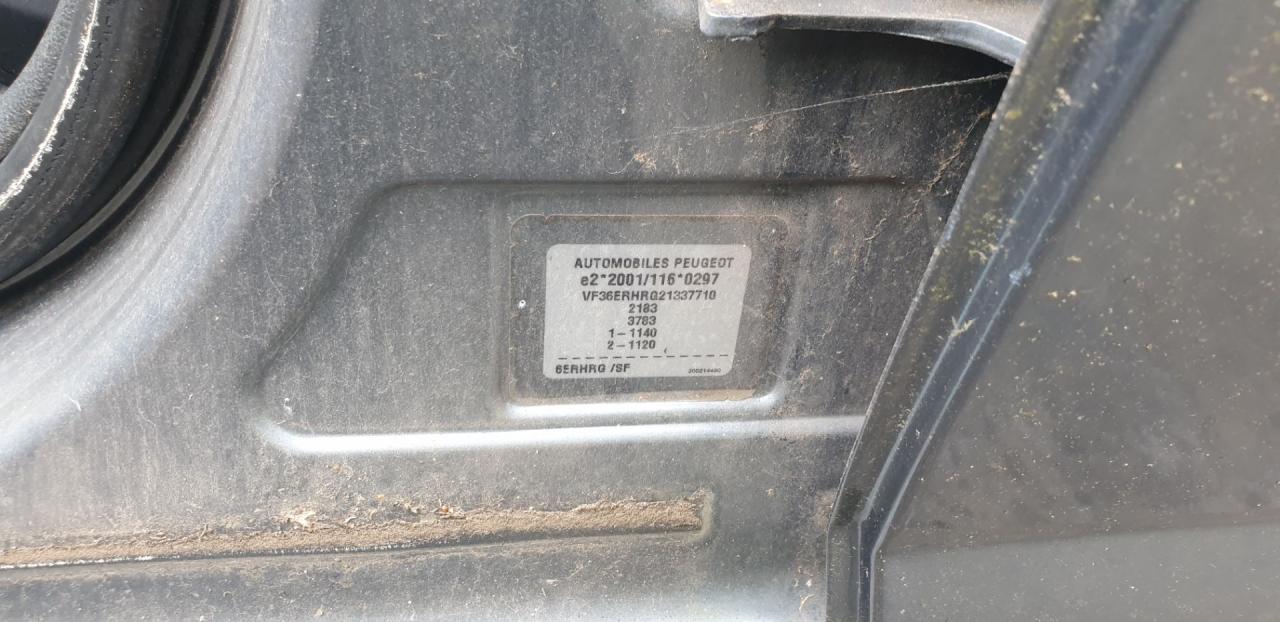 AUTOMOBILES PEUGEOT
e2*2001/116*0297
VF36ERHRG21337710
2183
3783
1-1140
2-1120
6ERHRG /SF